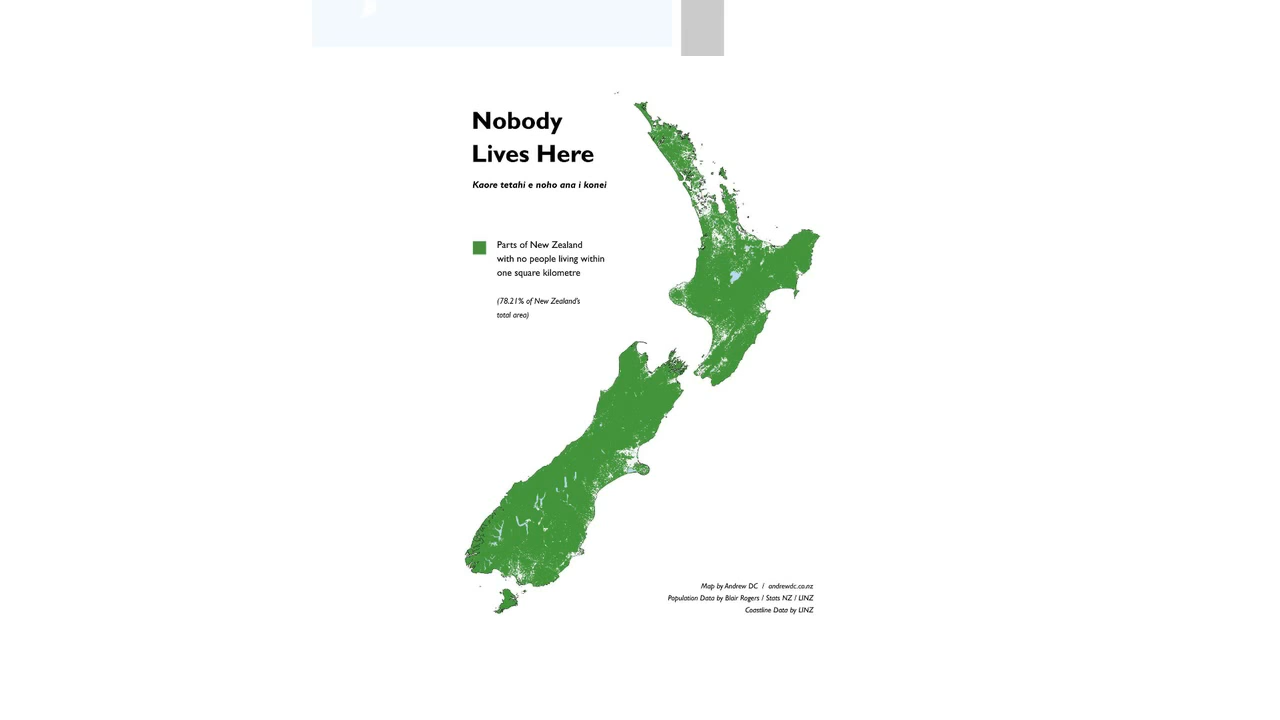 Nobody
Lives Here
Kaore tetahi e noho ana i konei
Parts of New Zealand
with no people living within
one square kilometre
(78.21% of New Zealand's
total area)
Map by Andrew DC / andrewdc.co.nz
Population Data by Blair Rogers / Stats NZ / LINZ
Coastline Data by LINZ